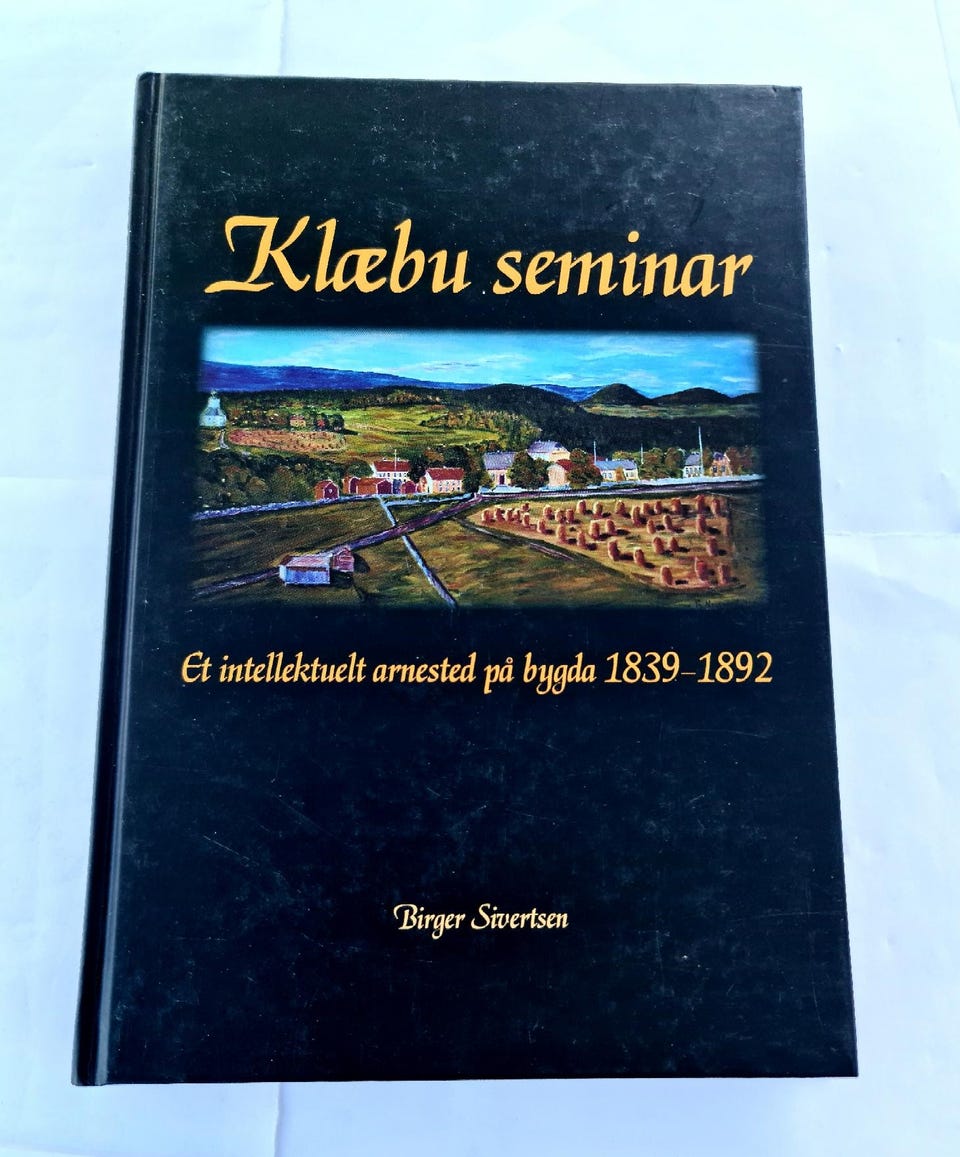 Klæbu seminar
Et intellektuelt arnested på bygda 1839–1892
Birger Sivertsen